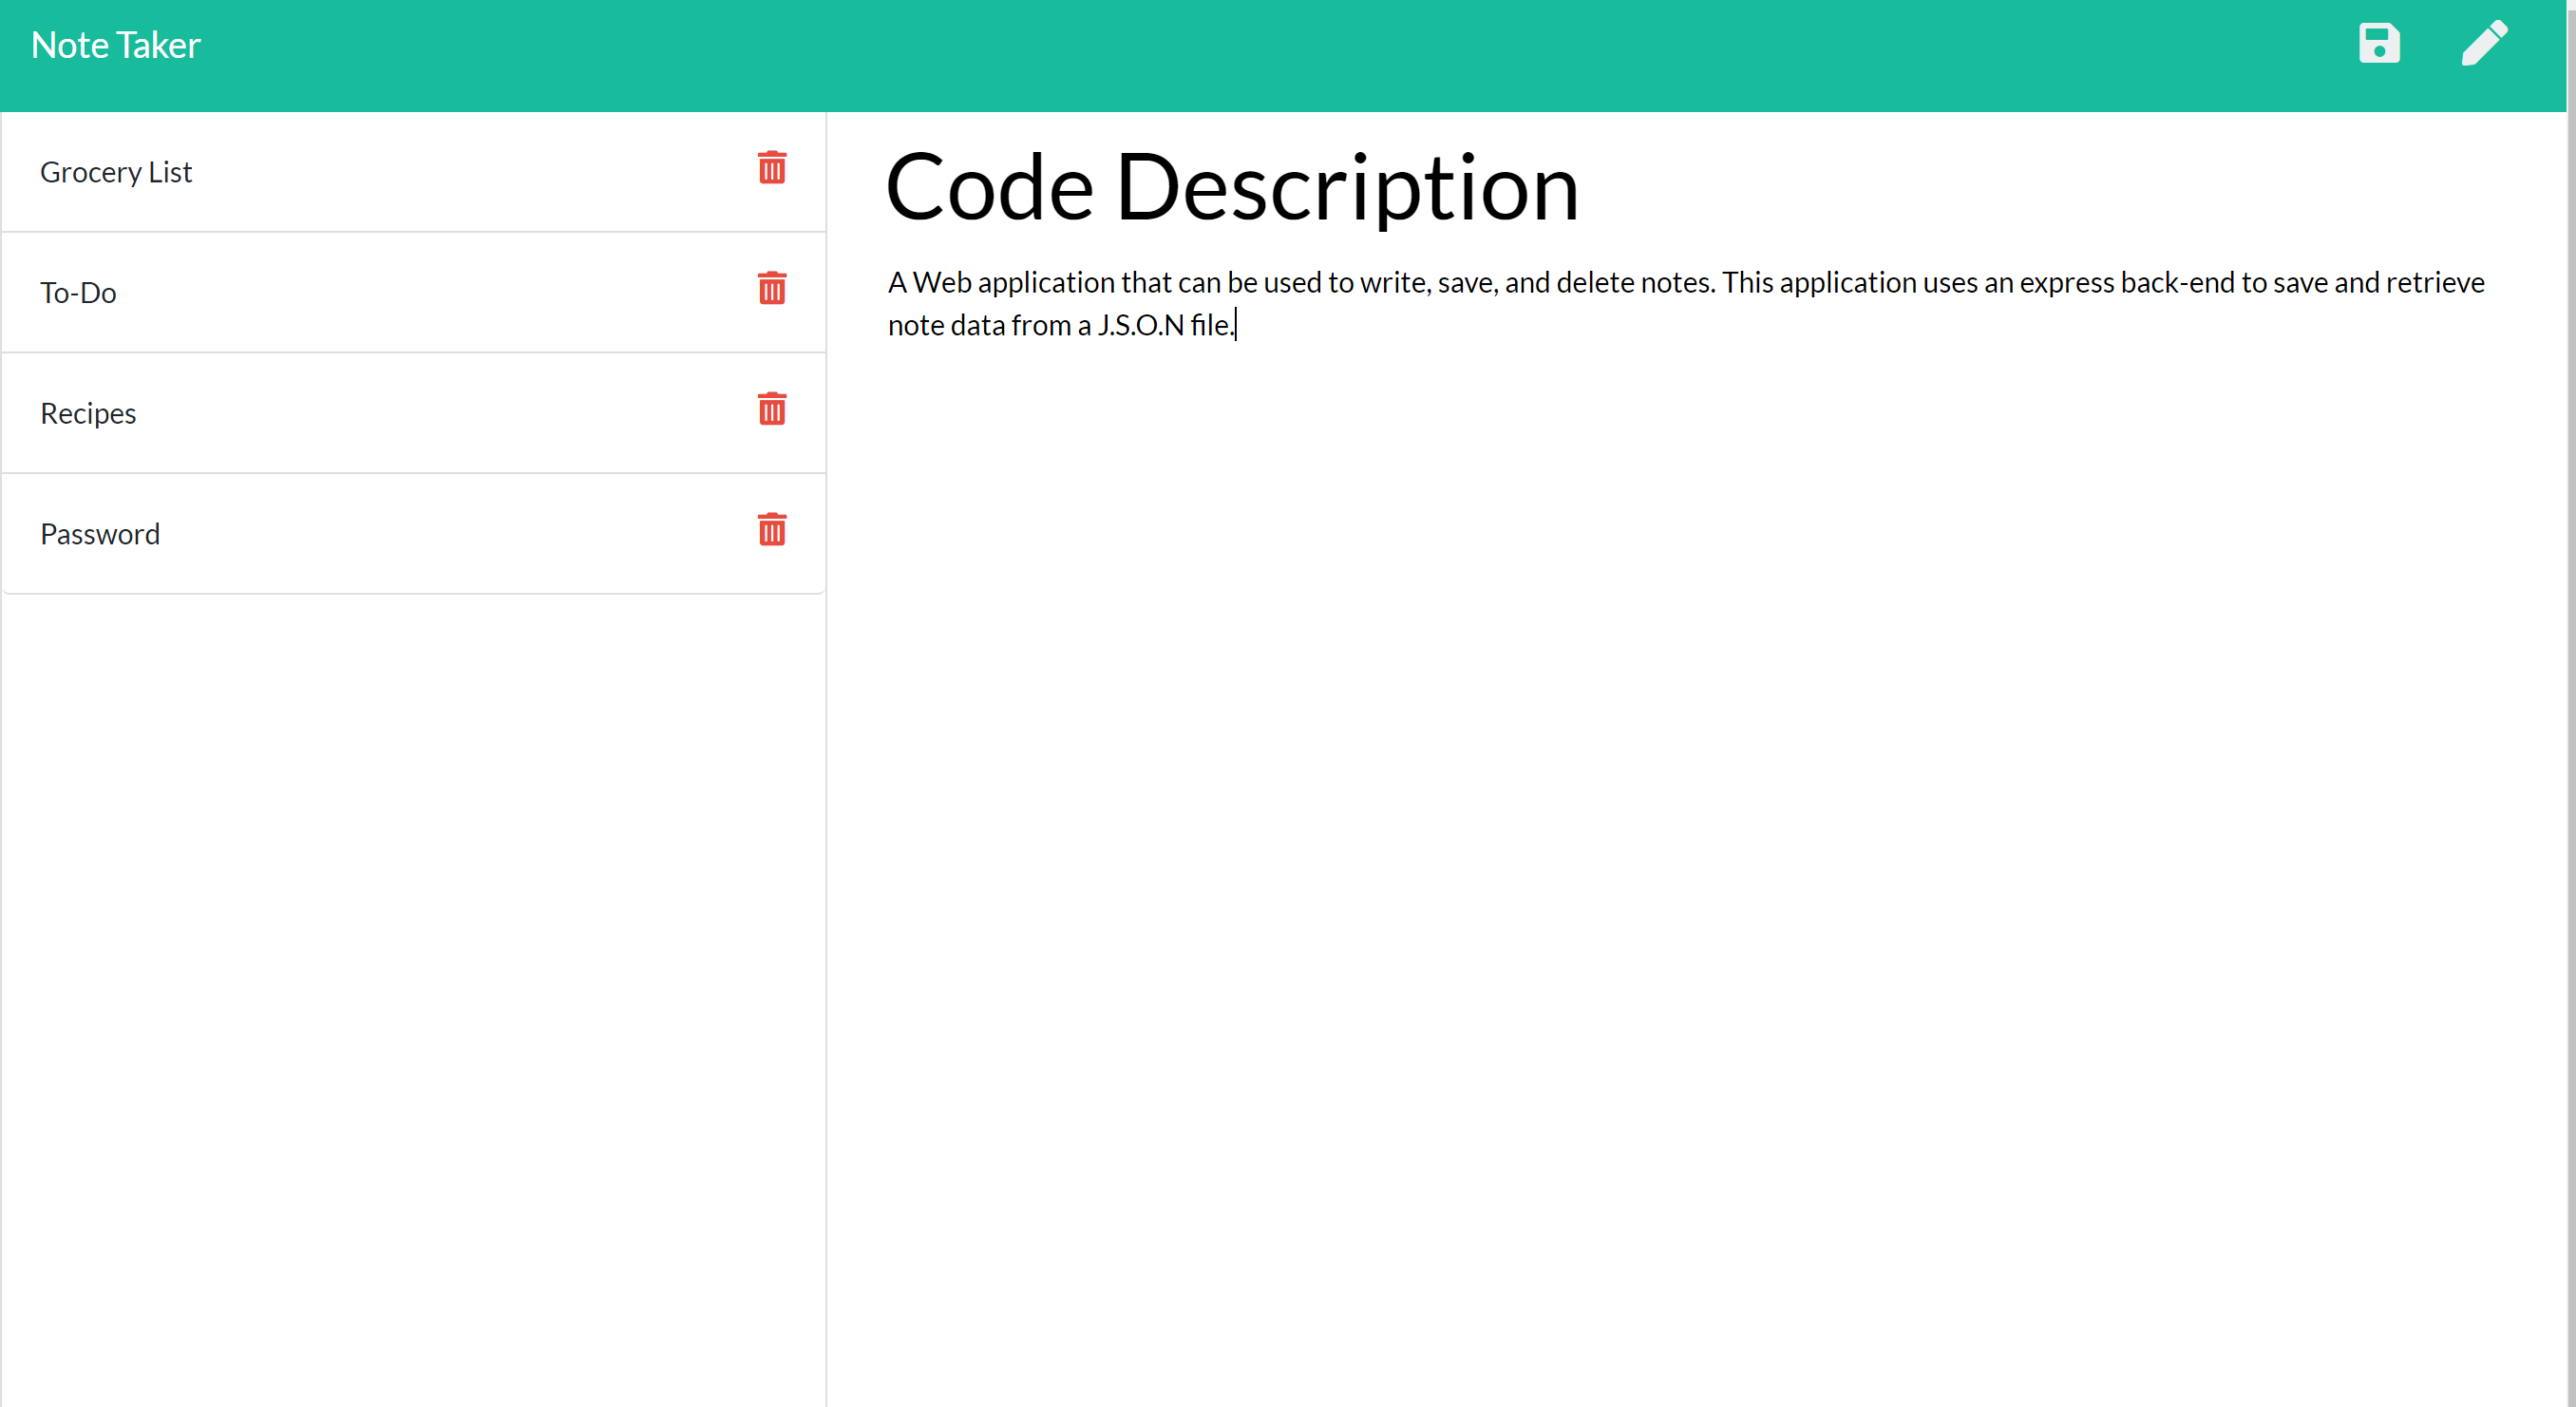 Note Taker
Grocery List
To-Do
Recipes
Password
Code Description
A Web application that can be used to write, save, and delete notes. This application uses an express back-end to save and retrieve
note data from a J.S.O.N file.